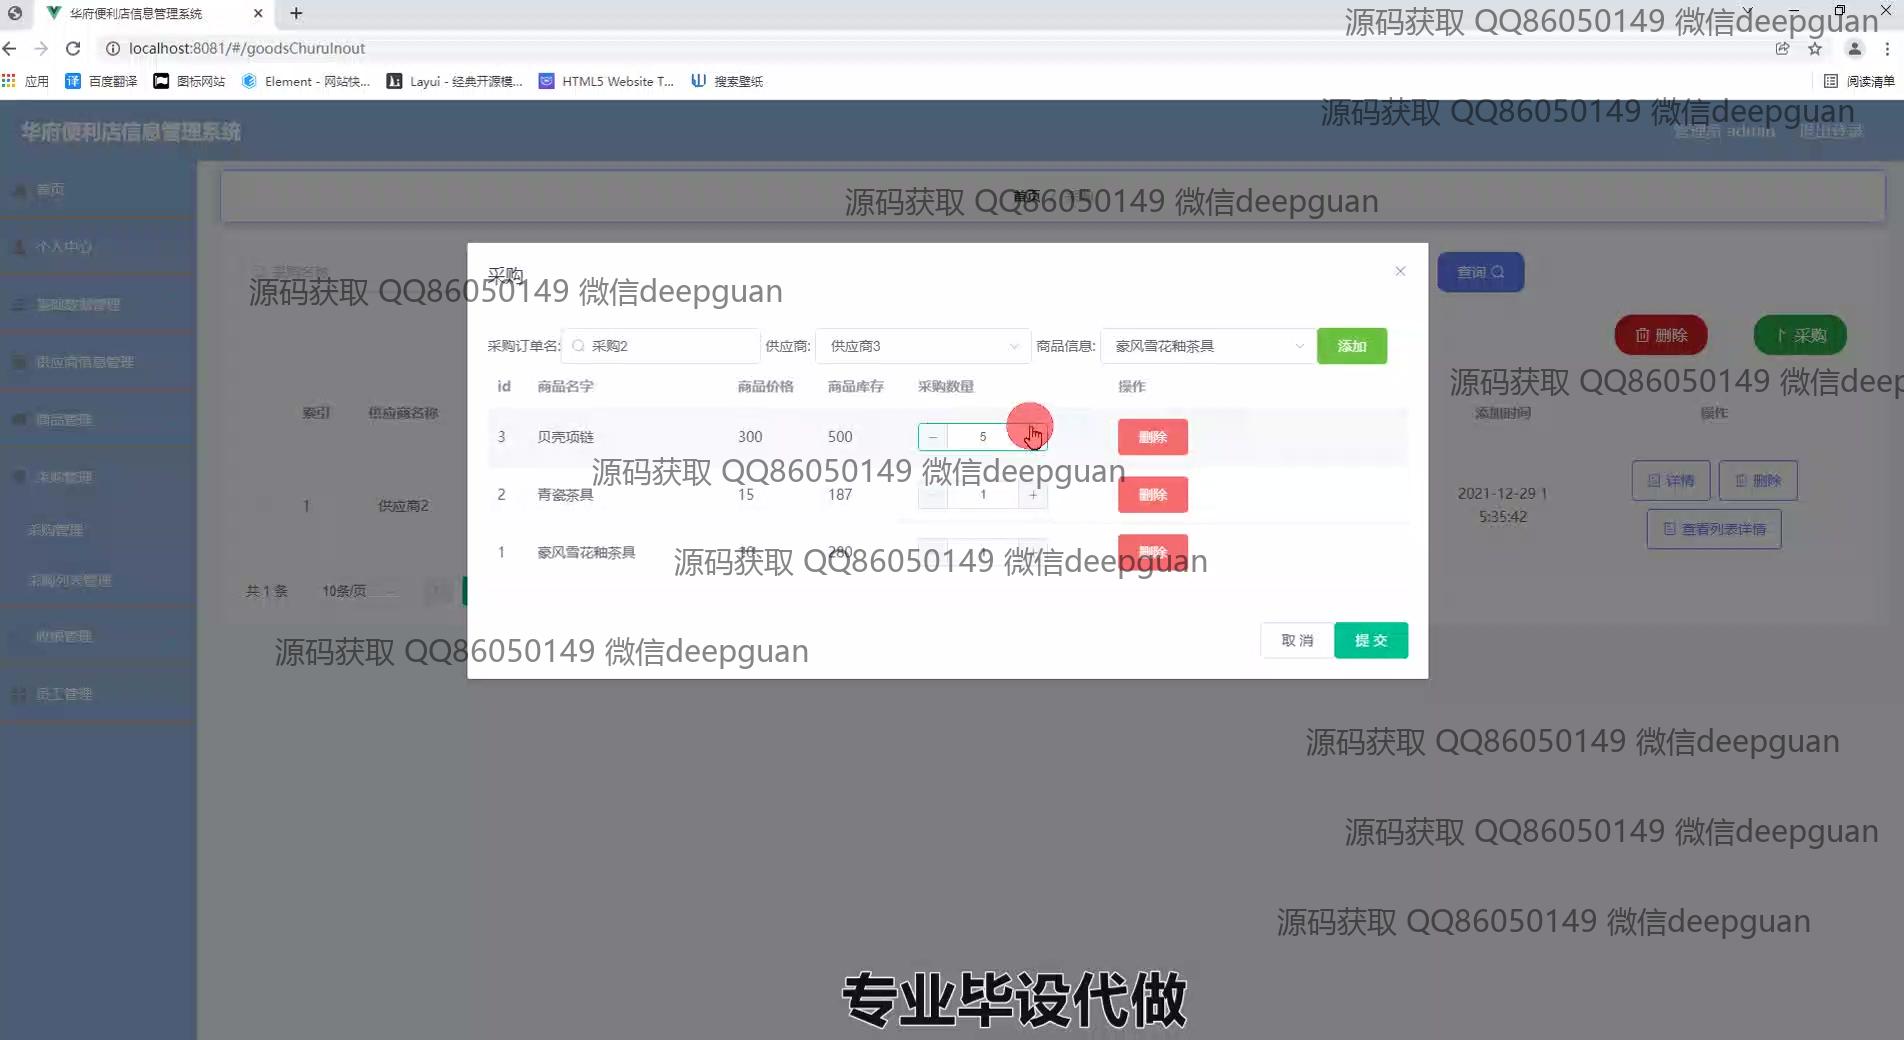 华府便利店信息管理系统
源码获取 QQ86050149 微信deepguan
localhost:8081/#/goodsChuruInout
应用
百度翻译
图标网站
Element - 网站快...
Layui - 经典开源模...
HTML5 Website T...
搜索壁纸
阅读清单
源码获取 QQ86050149 微信deepguan
华府便利店信息管理系统
管理员 admin
退出登录
首页
首页
源码获取 QQ86050149 微信deepguan
个人中心
基础数据管理
供应商信息管理
商品管理
采购管理
采购管理
采购列表管理
员工管理
采购名称
查询
源码获取 QQ86050149 微信deepguan
删除
采购
源码获取 QQ86050149 微信deep
索引
供应商名称
添加时间
操作
1
供应商2
2021-12-29 1
5:35:42
详情
删除
查看列表详情
共 1 条
10条/页
采购
采购订单名:
采购2
供应商:
供应商3
商品信息:
豪风雪花釉茶具
添加
id
商品名字
商品价格
商品库存
采购数量
操作
3
贝壳项链
300
500
5
删除
源码获取 QQ86050149 微信deepguan
2
青瓷茶具
15
187
1
删除
1
豪风雪花釉茶具
280
删除
源码获取 QQ86050149 微信deepguan
取消
提交
源码获取 QQ86050149 微信deepguan
源码获取 QQ86050149 微信deepguan
源码获取 QQ86050149 微信deepguan
源码获取 QQ86050149 微信deepguan
专业毕设代做